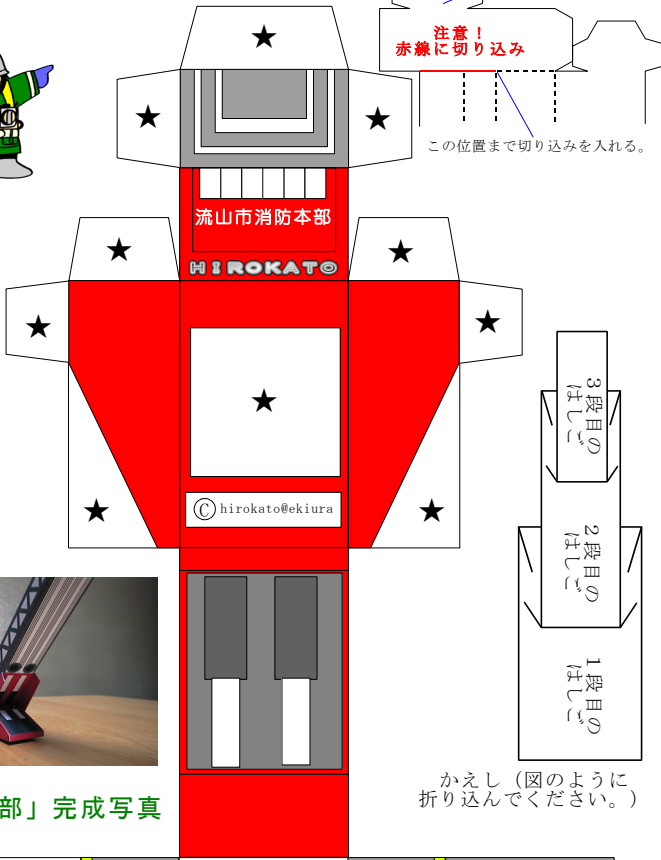 注意！
赤線に切り込み
この位置まで切り込みを入れる。
流山市消防本部
HIROKATO
Ⓒ hirokato@ekiura
3段目の
はしご
2段目の
はしご
1段目の
はしご
かえし（図のように
折り込んでください。）
部」完成写真